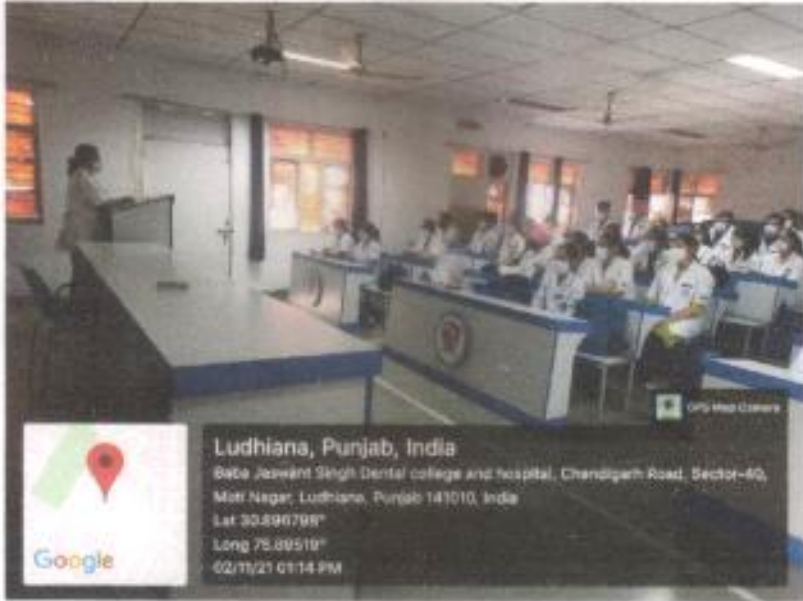 GPS Map Camera
Ludhiana, Punjab, India
Baba Jaswant Singh Dental college and hospital, Chandigarh Road, Sector-40,
Moti Nagar, Ludhiana, Punjab 141010, India
Lat 30.896798°
Long 75.89519°
02/11/21 01:14 PM
Google